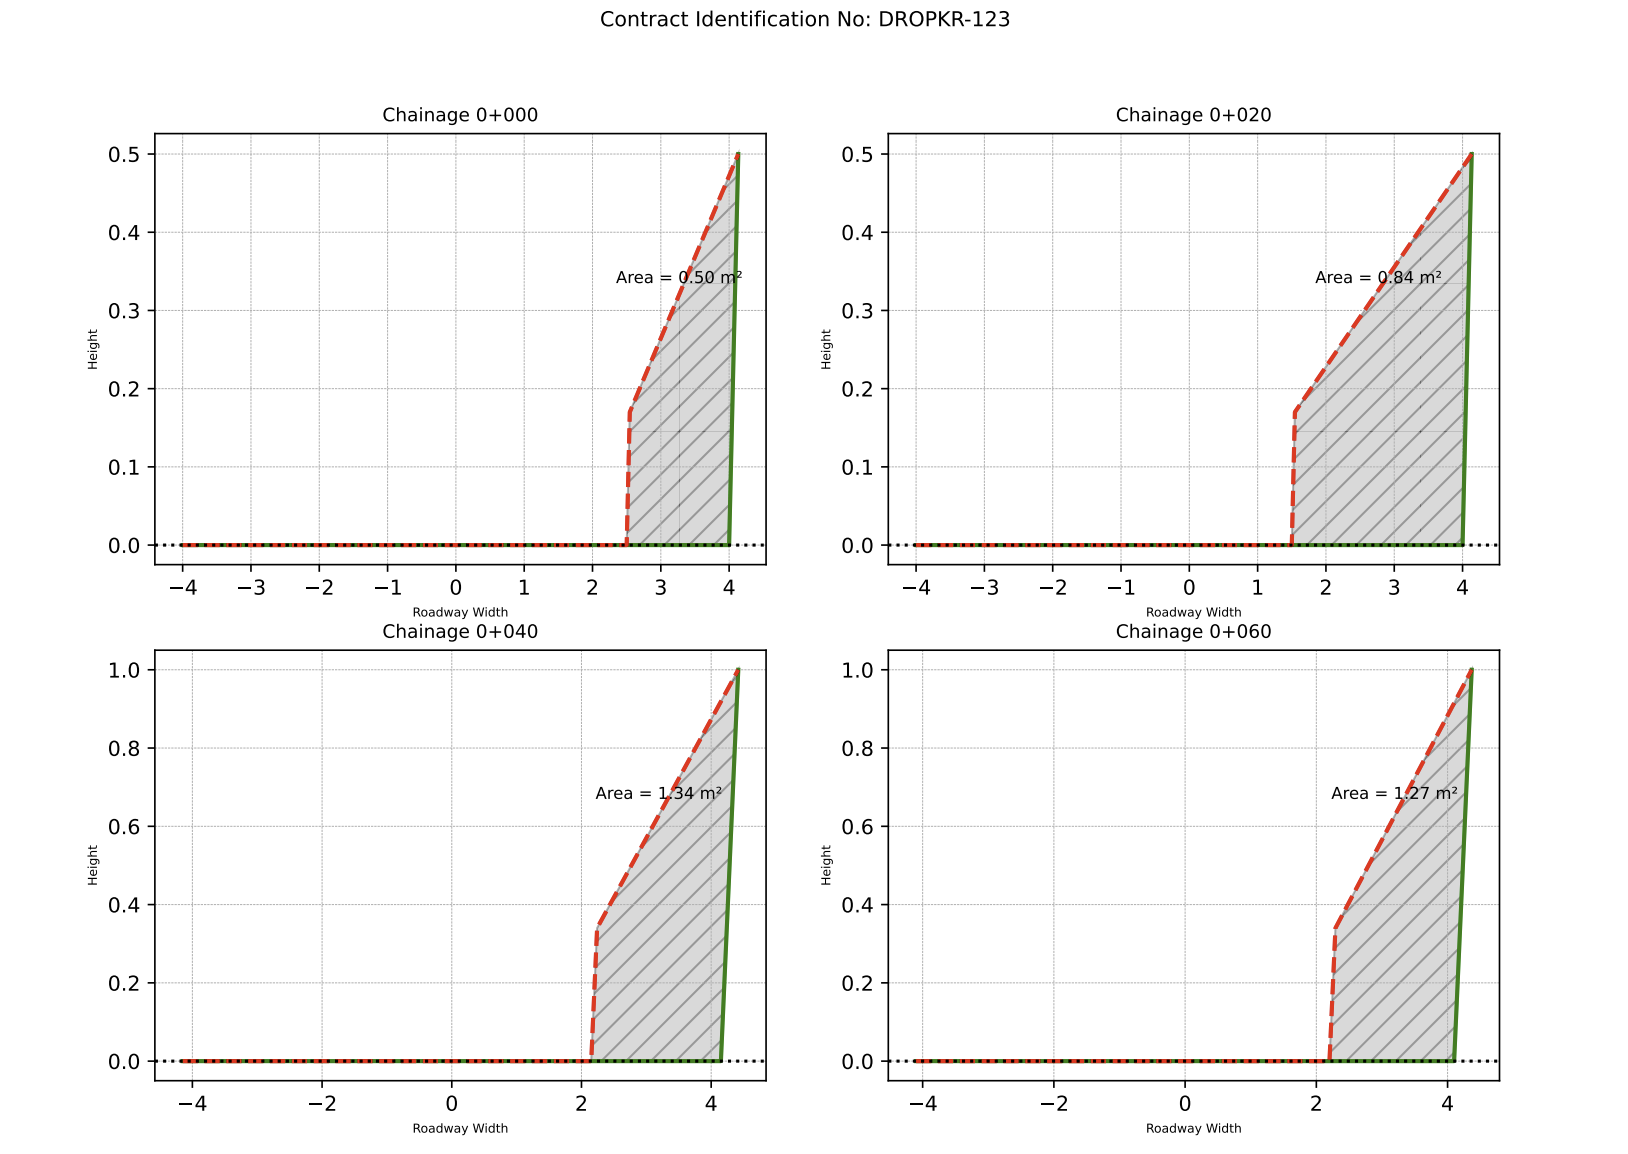 Contract Identification No: DROPKR-123
Chainage 0+000
0.5
0.4
0.3
0.2
0.1
0.0
Height
Area = 0.50 m²
−4 −3 −2 −1 0 1 2 3 4
Roadway Width
Chainage 0+020
0.5
0.4
0.3
0.2
0.1
0.0
Height
Area = 0.84 m²
−4 −3 −2 −1 0 1 2 3 4
Roadway Width
Chainage 0+040
1.0
0.8
0.6
0.4
0.2
0.0
Height
Area = 1.34 m²
−4 −2 0 2 4
Roadway Width
Chainage 0+060
1.0
0.8
0.6
0.4
0.2
0.0
Height
Area = 1.27 m²
−4 −2 0 2 4
Roadway Width